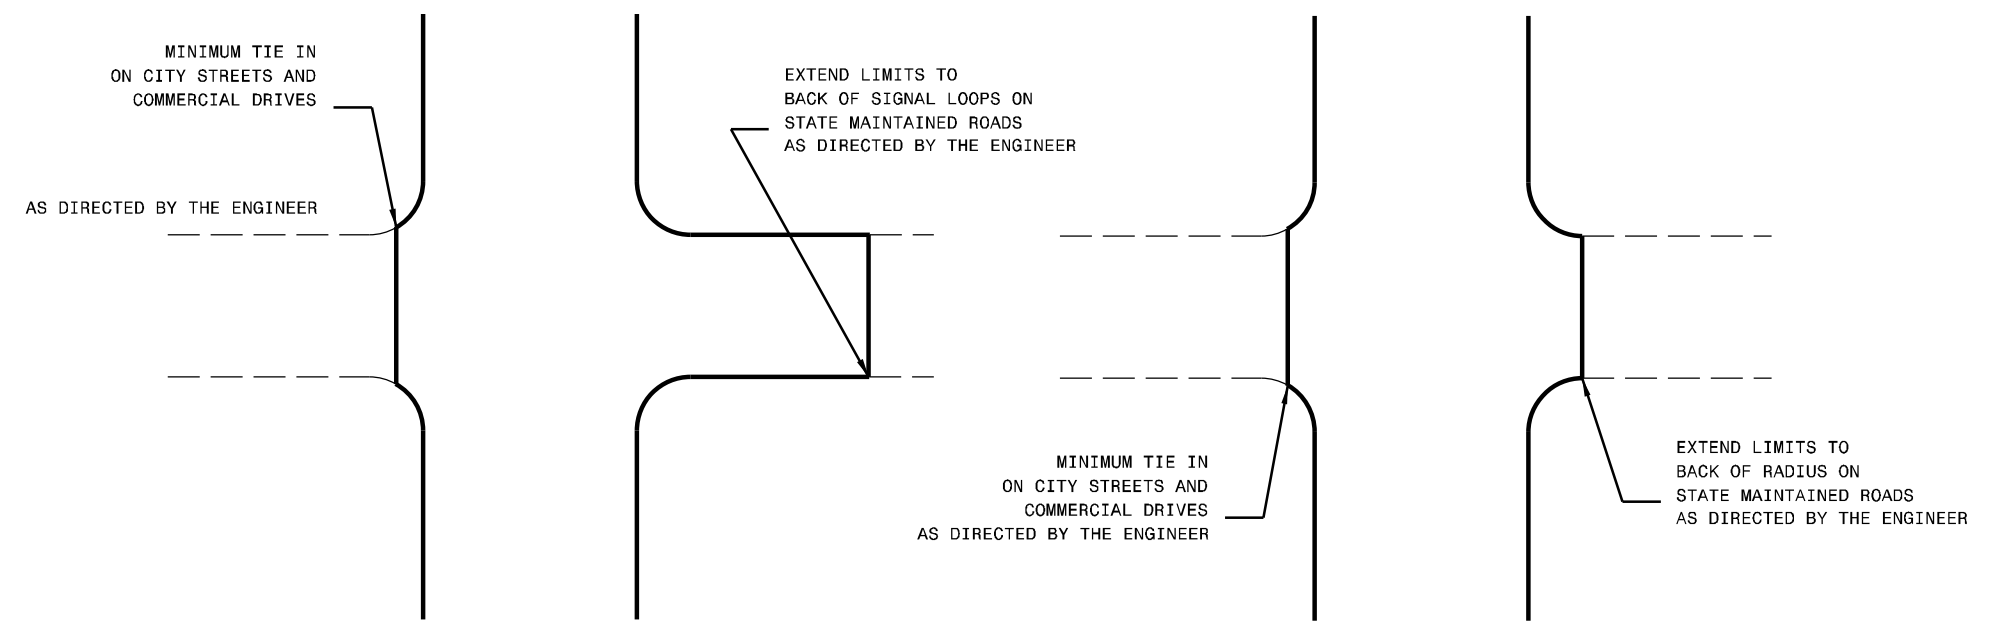 MINIMUM TIE IN
ON CITY STREETS AND
COMMERCIAL DRIVES
AS DIRECTED BY THE ENGINEER
EXTEND LIMITS TO
BACK OF SIGNAL LOOPS ON
STATE MAINTAINED ROADS
AS DIRECTED BY THE ENGINEER
MINIMUM TIE IN
ON CITY STREETS AND
COMMERCIAL DRIVES
AS DIRECTED BY THE ENGINEER
EXTEND LIMITS TO
BACK OF RADIUS ON
STATE MAINTAINED ROADS
AS DIRECTED BY THE ENGINEER